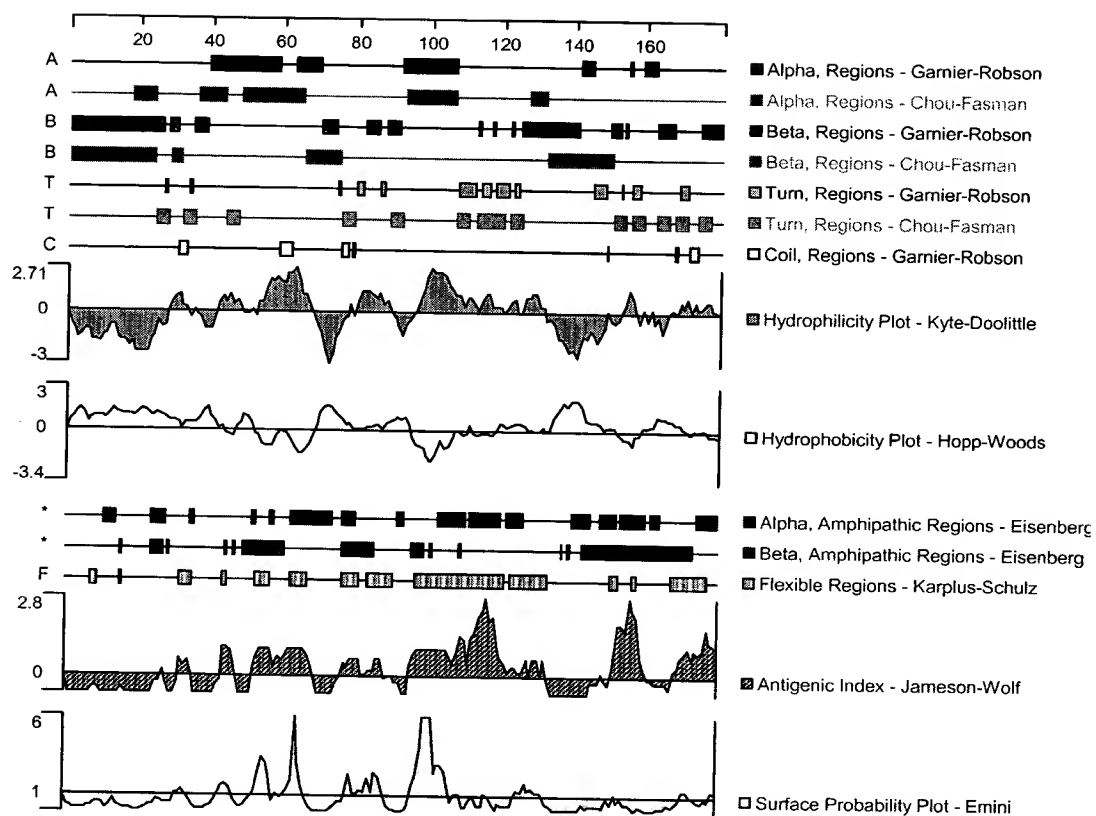 20 40 60 80 100 120 140 160
A Alpha, Regions - Garnier-Robson
A Alpha, Regions - Chou-Fasman
B Beta, Regions - Garnier-Robson
B Beta, Regions - Chou-Fasman
T Turn, Regions - Garnier-Robson
T Turn, Regions - Chou-Fasman
C Coil, Regions - Garnier-Robson
2.71
0
Hydrophilicity Plot - Kyte-Doolittle
-3
3
0
Hydrophobicity Plot - Hopp-Woods
-3.4
* Alpha, Amphipathic Regions - Eisenberg
* Beta, Amphipathic Regions - Eisenberg
F Flexible Regions - Karplus-Schulz
2.8
0
Antigenic Index - Jameson-Wolf
6
1
Surface Probability Plot - Emini